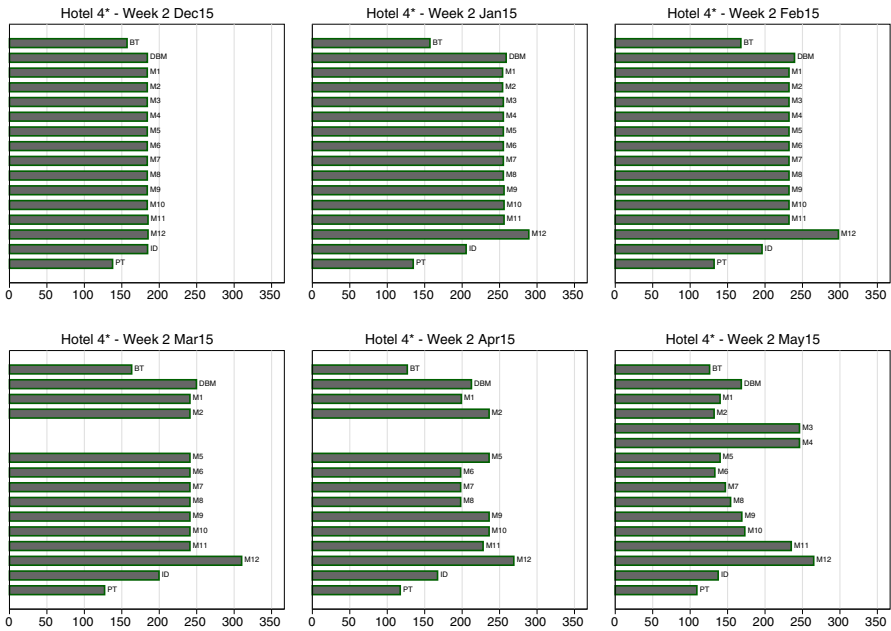 Hotel 4* - Week 2 Dec15
BT
DBM
M1
M2
M3
M4
M5
M6
M7
M8
M9
M10
M11
M12
ID
PT
0 50 100 150 200 250 300 350
Hotel 4* - Week 2 Jan15
BT
DBM
M1
M2
M3
M4
M5
M6
M7
M8
M9
M10
M11
M12
ID
PT
0 50 100 150 200 250 300 350
Hotel 4* - Week 2 Feb15
BT
DBM
M1
M2
M3
M4
M5
M6
M7
M8
M9
M10
M11
M12
ID
PT
0 50 100 150 200 250 300 350
Hotel 4* - Week 2 Mar15
BT
DBM
M1
M2
M5
M6
M7
M8
M9
M10
M11
M12
ID
PT
0 50 100 150 200 250 300 350
Hotel 4* - Week 2 Apr15
BT
DBM
M1
M2
M5
M6
M7
M8
M9
M10
M11
M12
ID
PT
0 50 100 150 200 250 300 350
Hotel 4* - Week 2 May15
BT
DBM
M1
M2
M3
M4
M5
M6
M7
M8
M9
M10
M11
M12
ID
PT
0 50 100 150 200 250 300 350